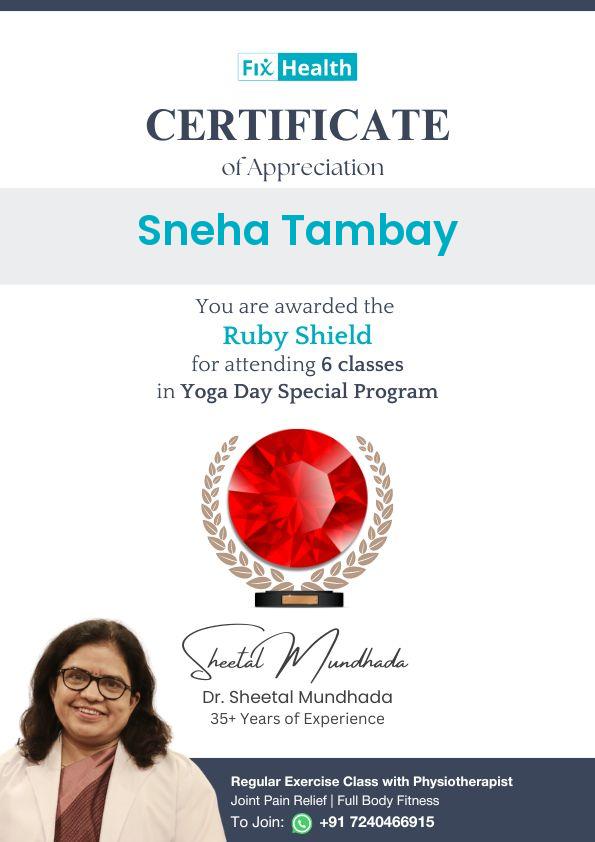 Fix Health
CERTIFICATE
of Appreciation
Sneha Tambay
You are awarded the
Ruby Shield
for attending 6 classes
in Yoga Day Special Program
Sheetal Mundhada
Dr. Sheetal Mundhada
35+ Years of Experience
Regular Exercise Class with Physiotherapist
Joint Pain Relief | Full Body Fitness
To Join: +91 7240466915